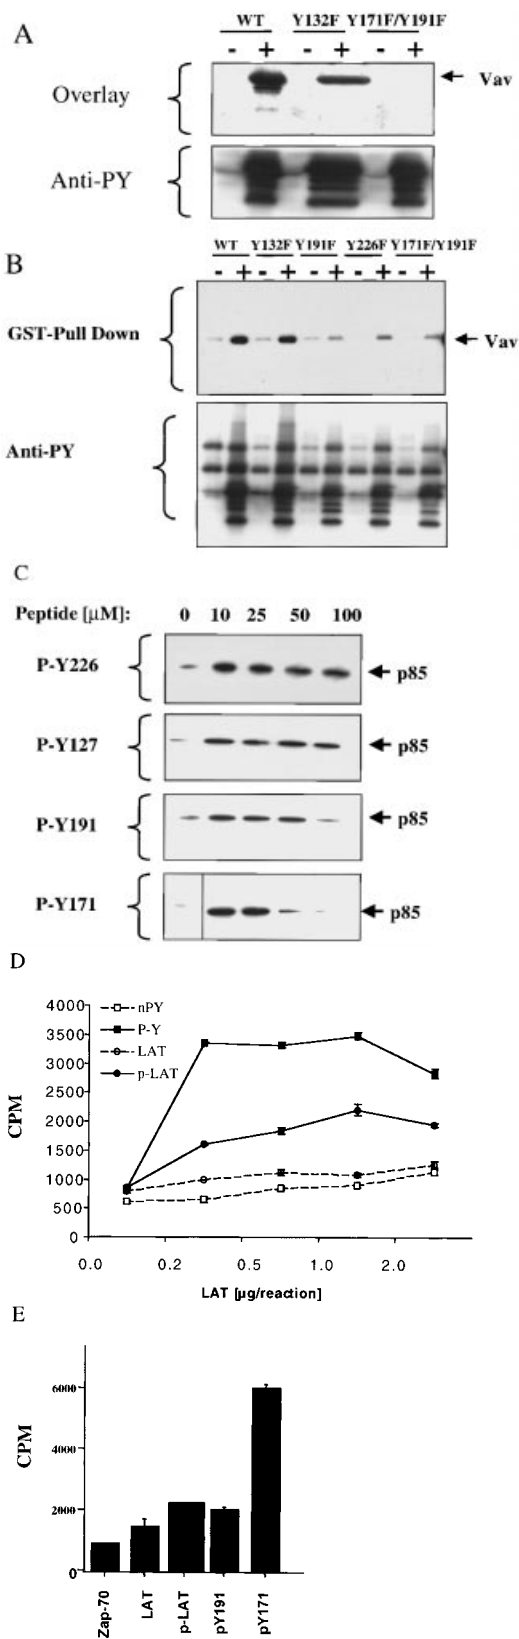 A
WT Y132F Y171F/Y191F
- + - + - +
Overlay
Vav
Anti-PY
B
WT Y132F Y191F Y226F Y171F/Y191F
- + - + - + - + - +
GST-Pull Down
Vav
Anti-PY
C
Peptide [µM]: 0 10 25 50 100
P-Y226 p85
P-Y127 p85
P-Y191 p85
P-Y171 p85
D
4000
3500
3000
2500
2000
1500
1000
500
0
nPY
P-Y
LAT
p-LAT
CPM
0.0 0.2 0.5 1.0 2.0
LAT [µg/reaction]
E
6000
4000
2000
0
CPM
Zap-70 LAT p-LAT pY191 pY171